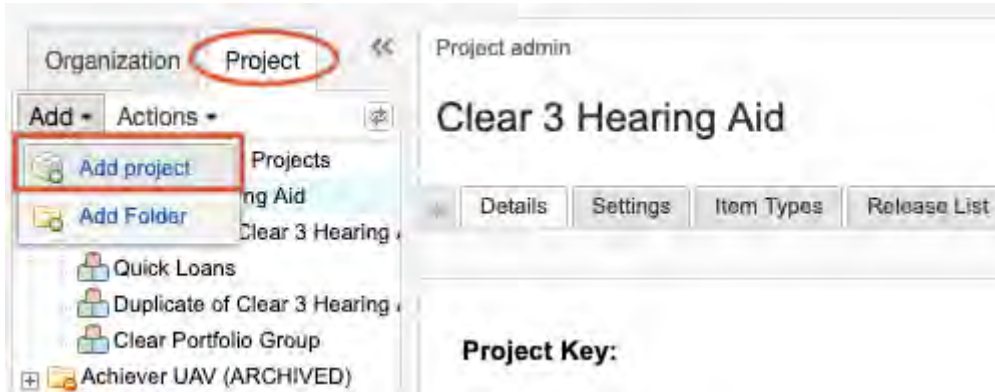 Organization Project
Add Actions
Add project
Projects
ng Aid
Add Folder
Clear 3 Hearing
Quick Loans
Duplicate of Clear 3 Hearing
Clear Portfolio Group
Achiever UAV (ARCHIVED)
Project admin
Clear 3 Hearing Aid
Details Settings Item Types Release List
Project Key: